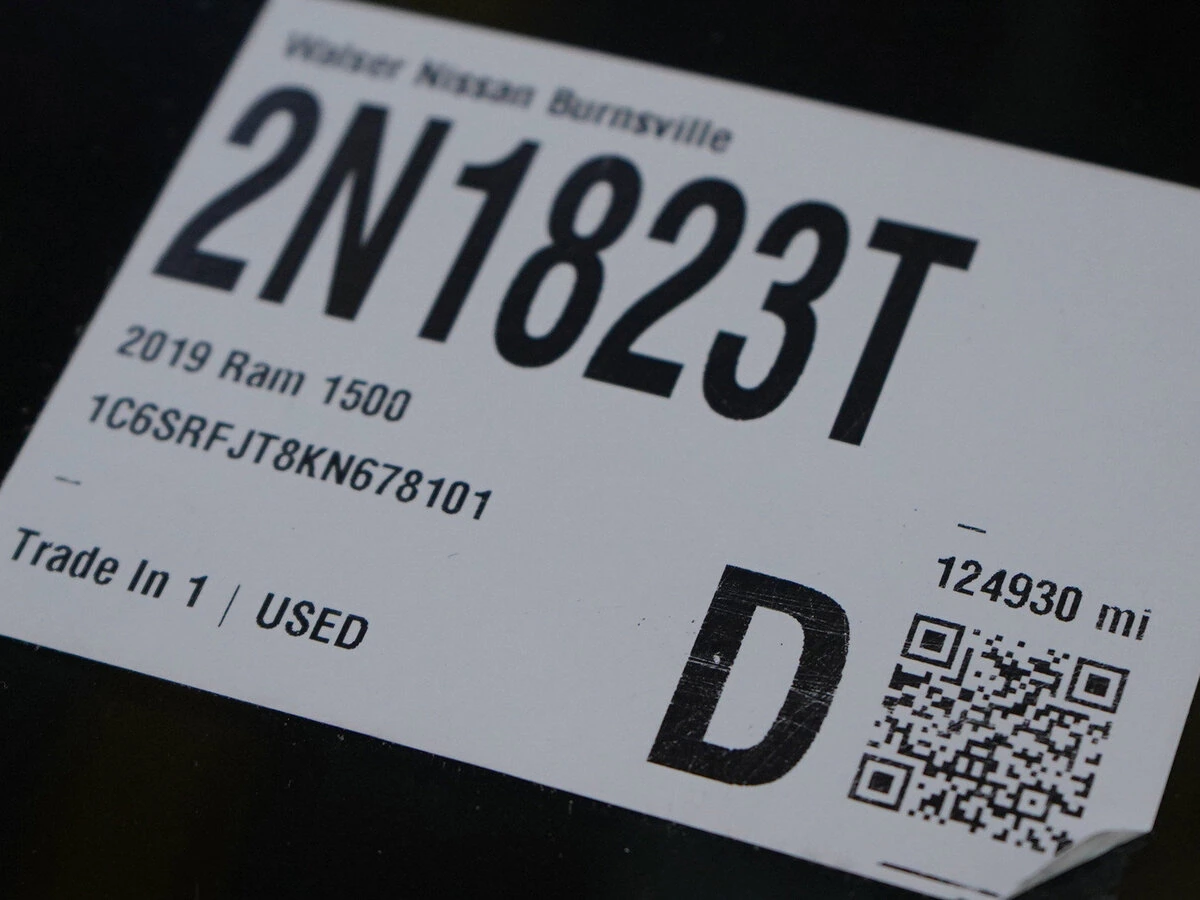 Walser Nissan Burnsville
2N1823T
2019 Ram 1500
1C6SRFJT8KN678101
–
Trade In 1 | USED
–
124930 mi
D